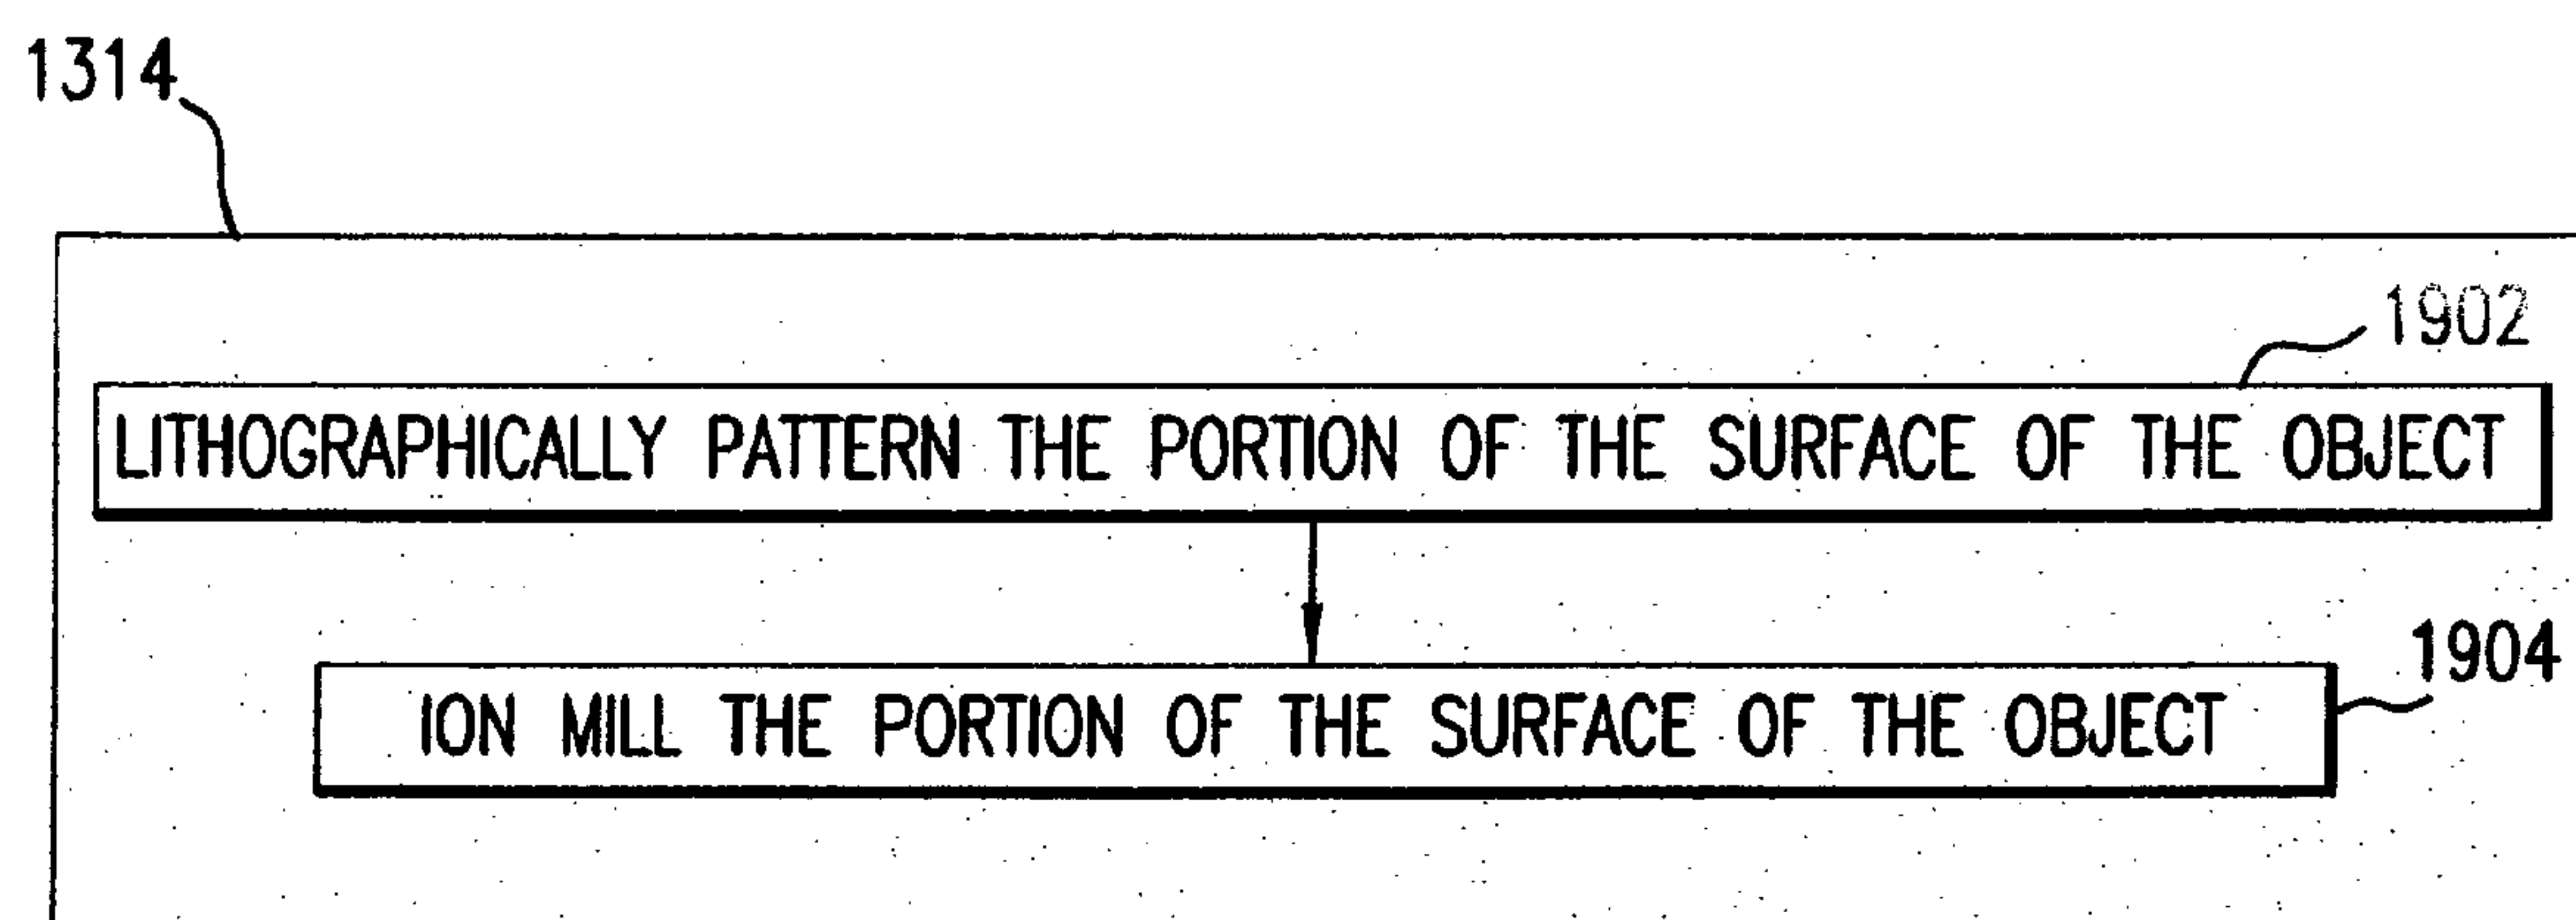 1314
1902
LITHOGRAPHICALLY PATTERN THE PORTION OF THE SURFACE OF THE OBJECT
1904
ION MILL THE PORTION OF THE SURFACE OF THE OBJECT